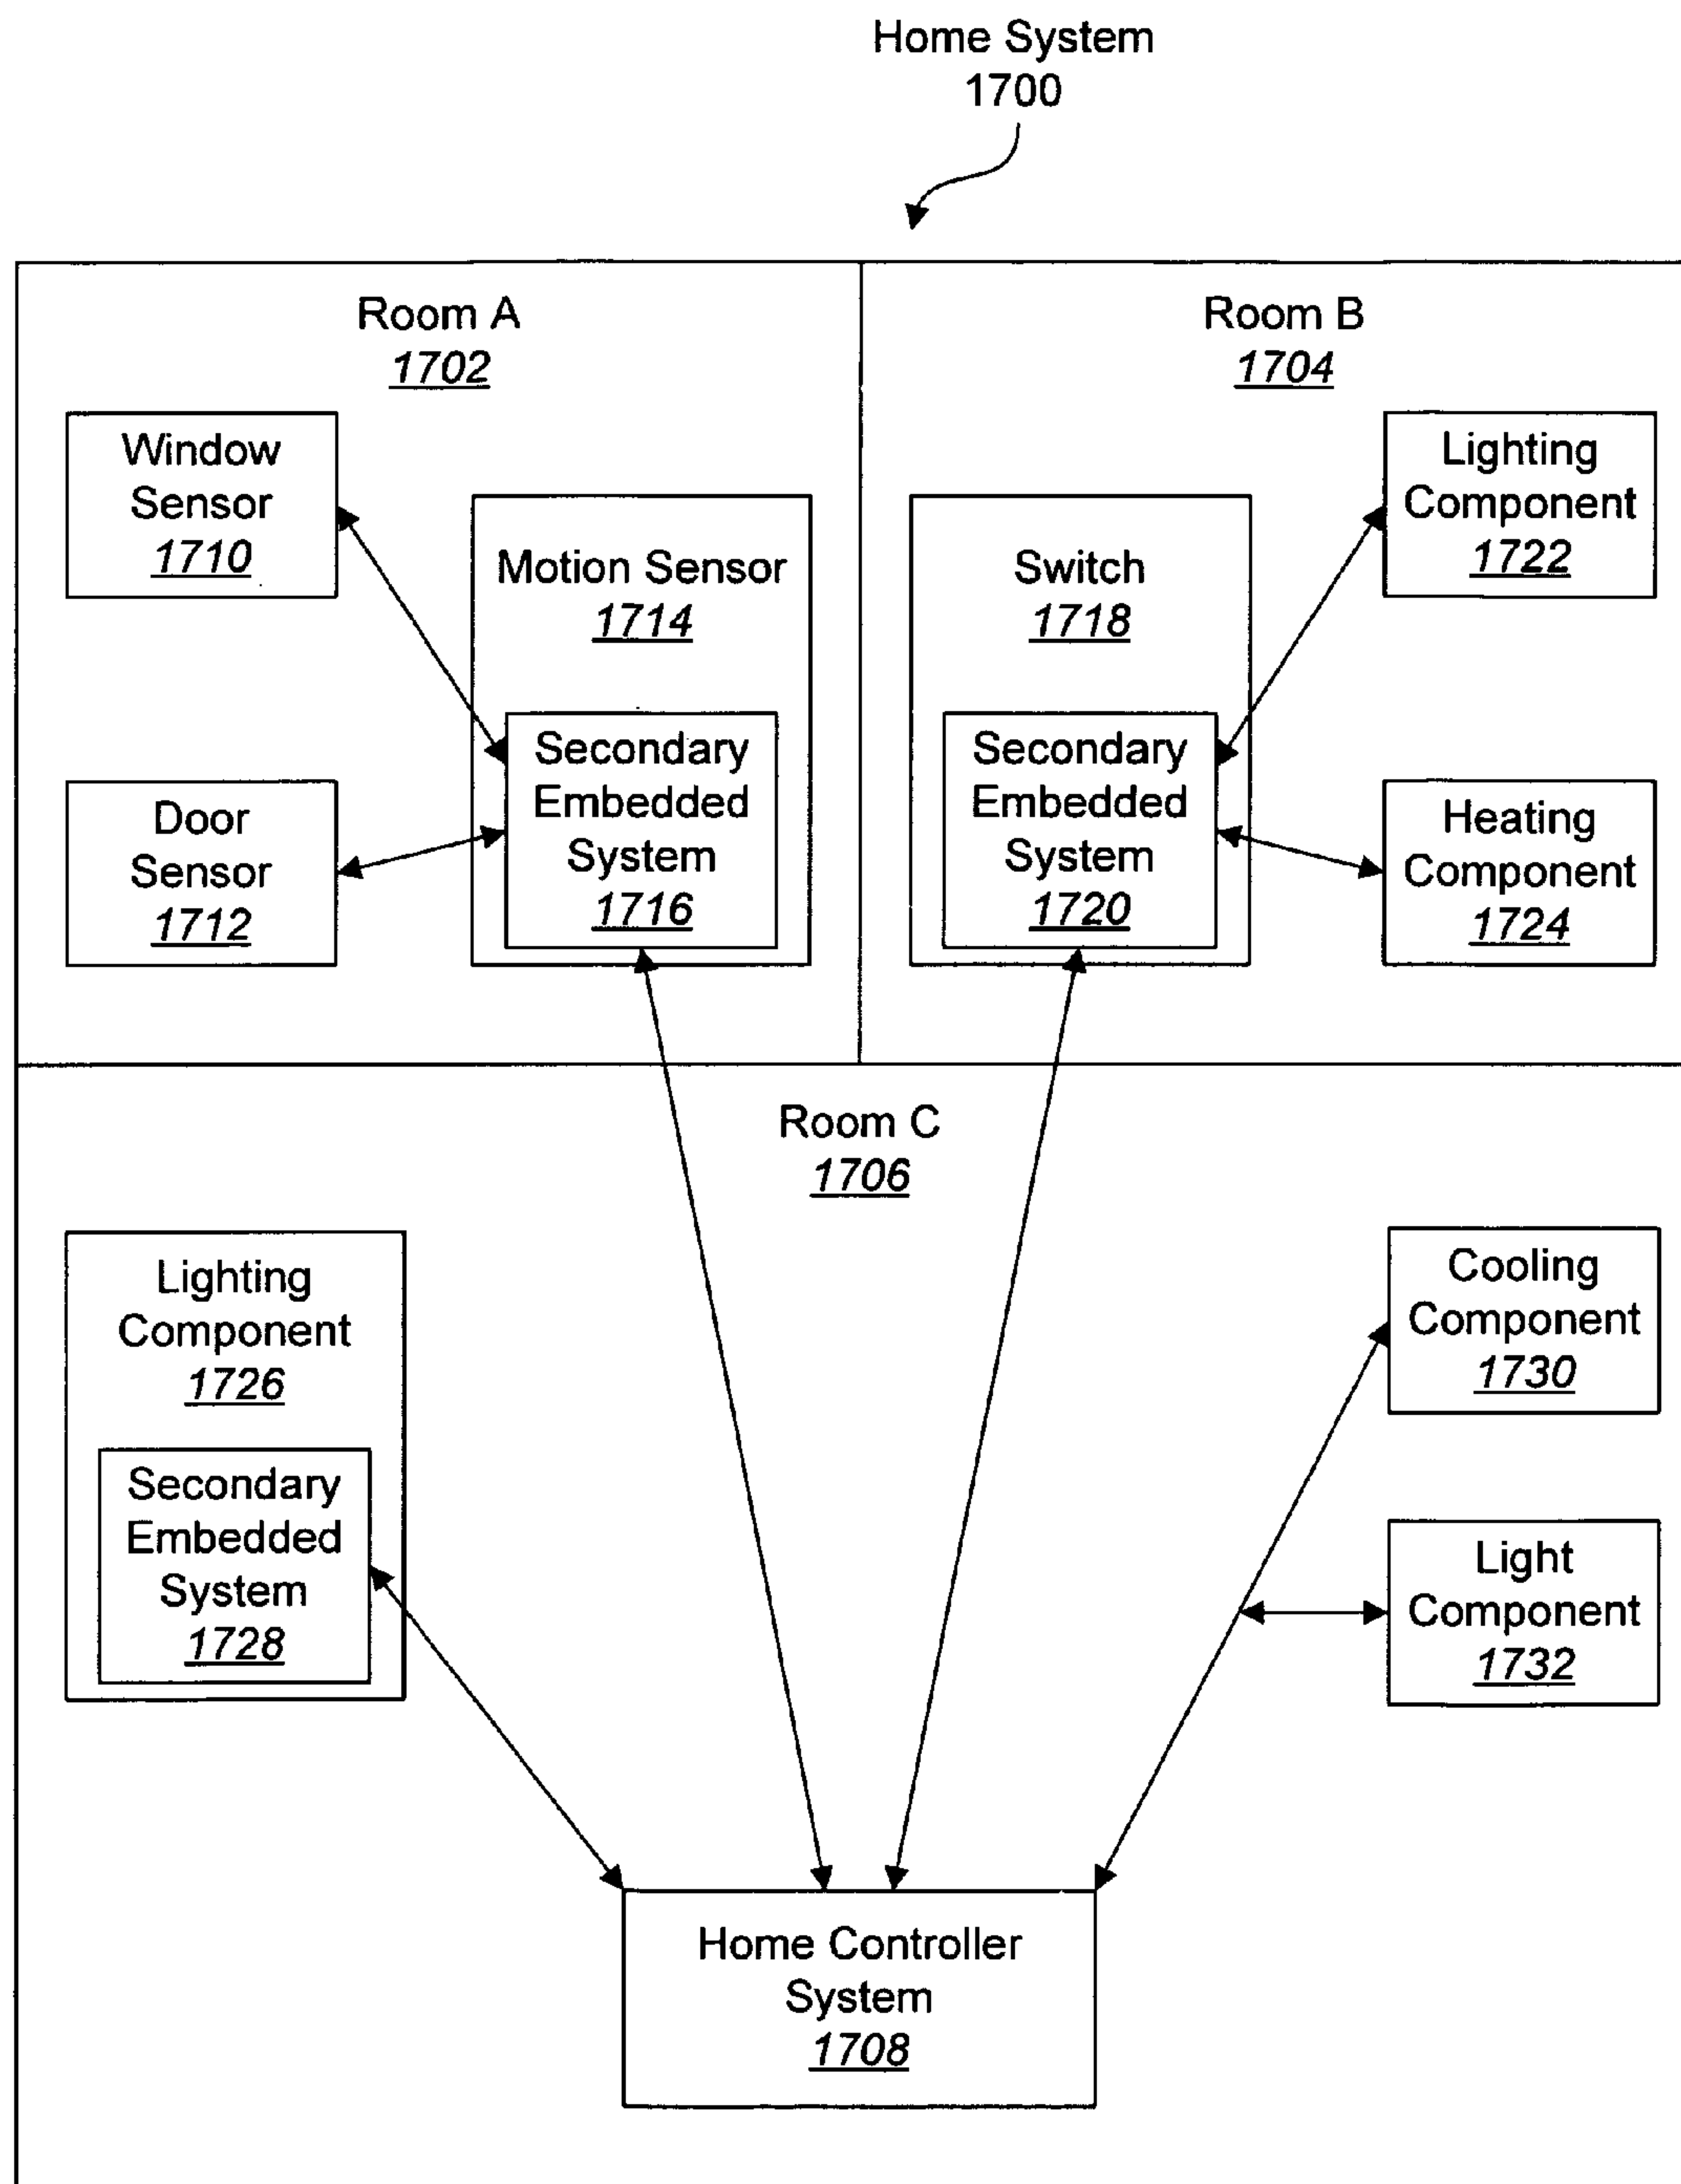 Home System
1700
Room A
1702
Room B
1704
Window
Sensor
1710
Motion Sensor
1714
Switch
1718
Lighting
Component
1722
Door
Sensor
1712
Secondary
Embedded
System
1716
Secondary
Embedded
System
1720
Heating
Component
1724
Room C
1706
Lighting
Component
1726
Secondary
Embedded
System
1728
Cooling
Component
1730
Light
Component
1732
Home Controller
System
1708